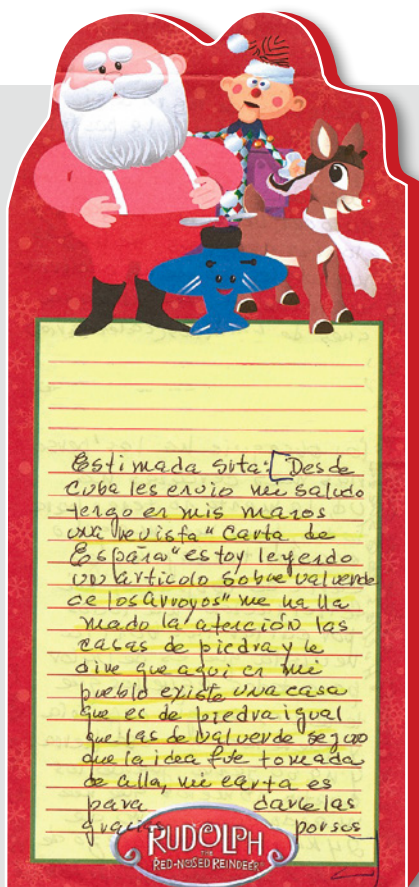 Estimada Srta: [Desde
Cuba les envio mi saludo
tengo en mis manos
una revista "Carta de
España" estoy leyendo
un articolo sobre valverde
de los arroyos" me ha lla
mado la atención las
casas de piedra y le
dire que aqui en mi
pueblo existe una casa
que es de piedra igual
que las de valverde seguro
que la idea fue tomada
de alla, mi carta es
para darle las
gracias por sus
RUDOLPH
THE
RED-NOSED REINDEER